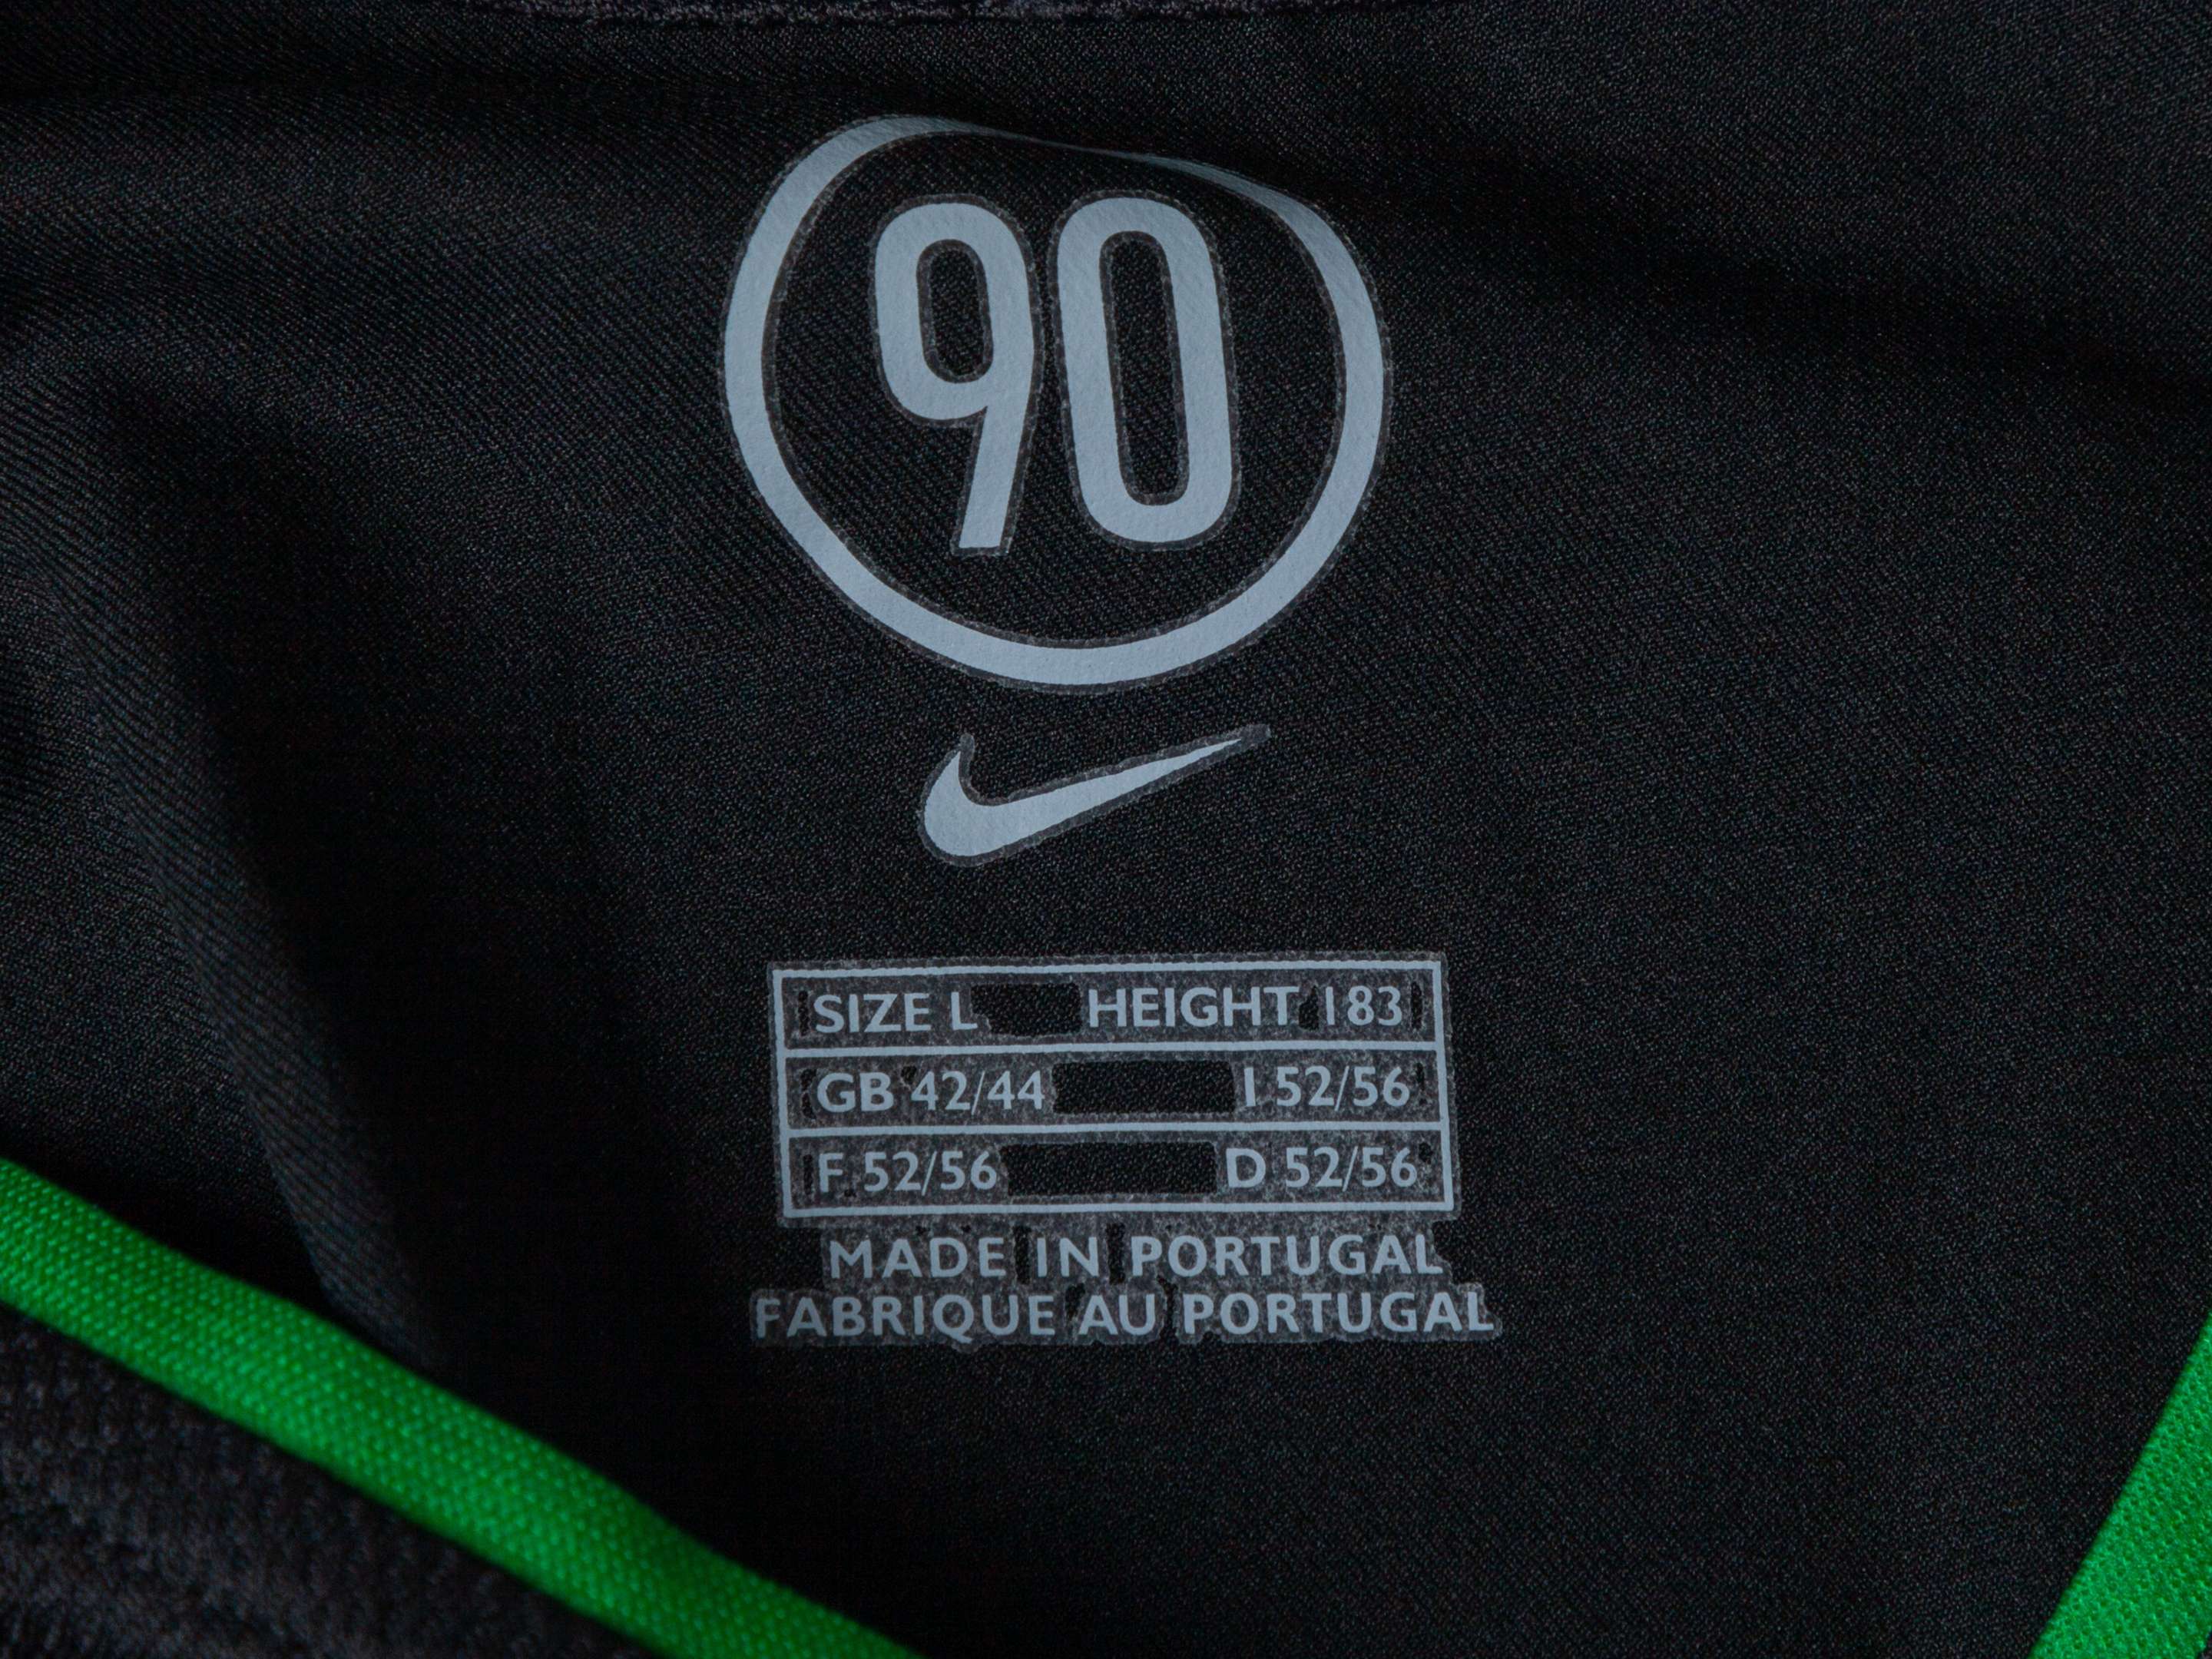 90
SIZE L HEIGHT 183
GB 42/44 I 52/56
F 52/56 D 52/56
MADE IN PORTUGAL
FABRIQUE AU PORTUGAL